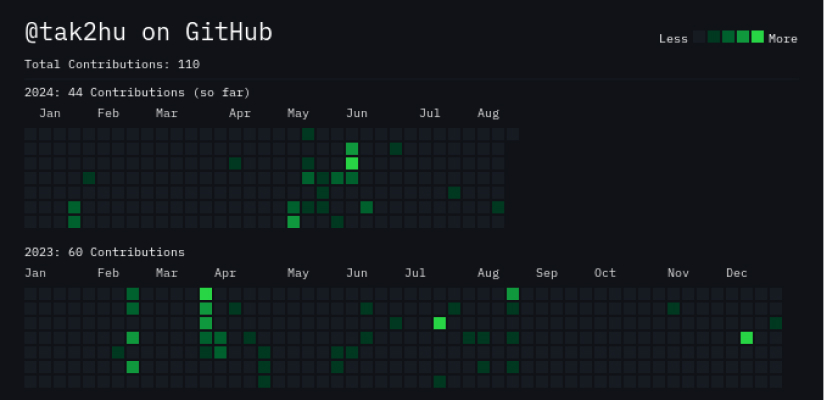 @tak2hu on GitHub
Less More
Total Contributions: 110
2024: 44 Contributions (so far)
Jan Feb Mar Apr May Jun Jul Aug
2023: 60 Contributions
Jan Feb Mar Apr May Jun Jul Aug Sep Oct Nov Dec